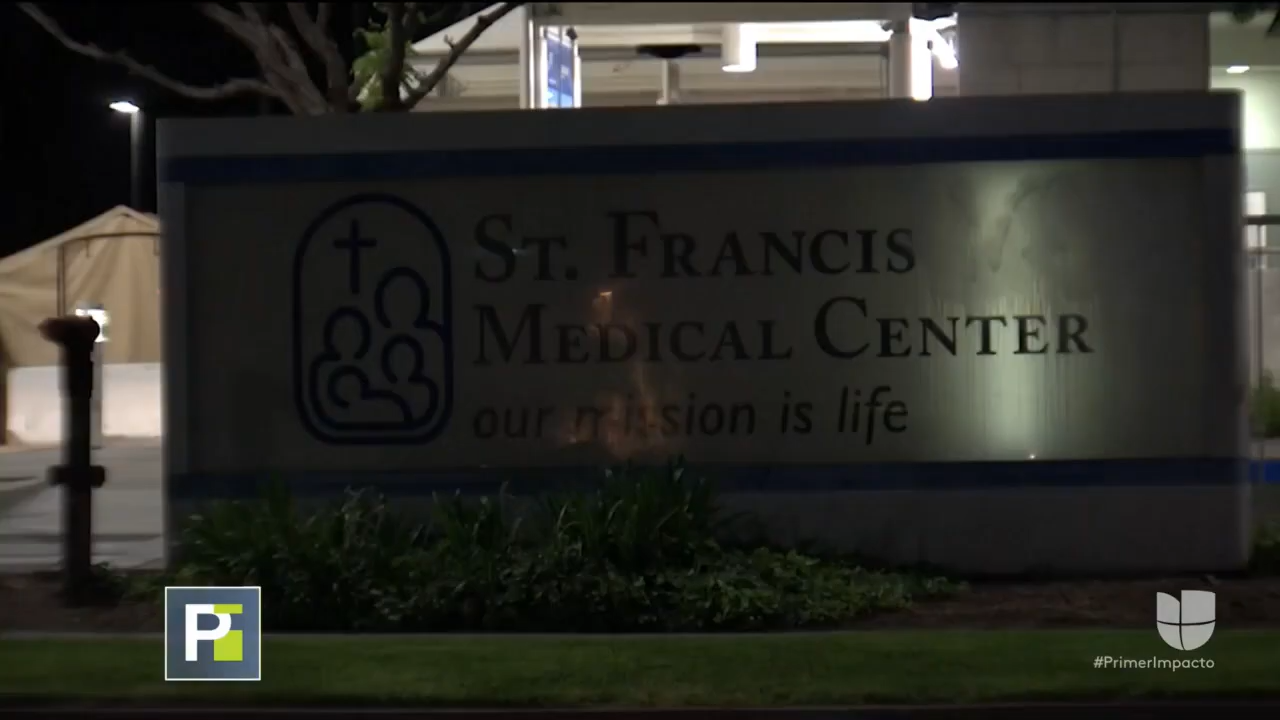 St. Francis
Medical Center
our mission is life
P
#PrimerImpacto